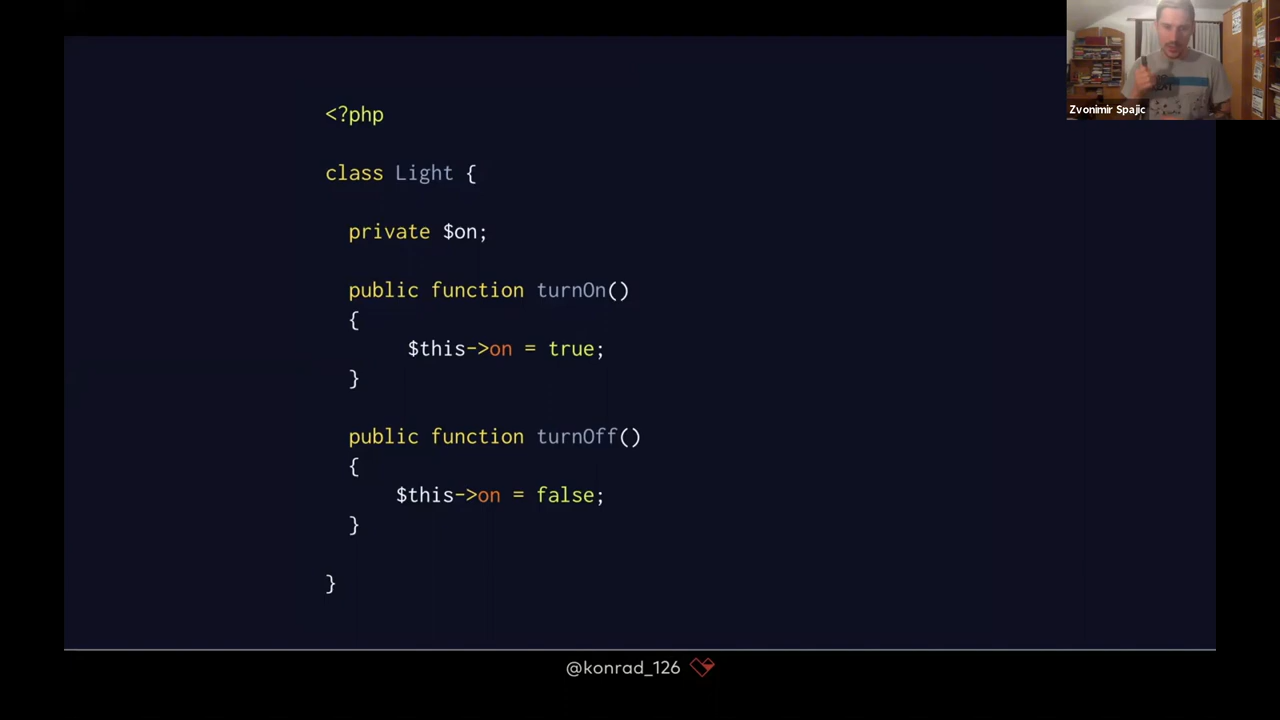 <?php
class Light {
private $on;
public function turnOn()
{
$this->on = true;
}
public function turnOff()
{
$this->on = false;
}
}
Zvonimir Spajic
@konrad_126